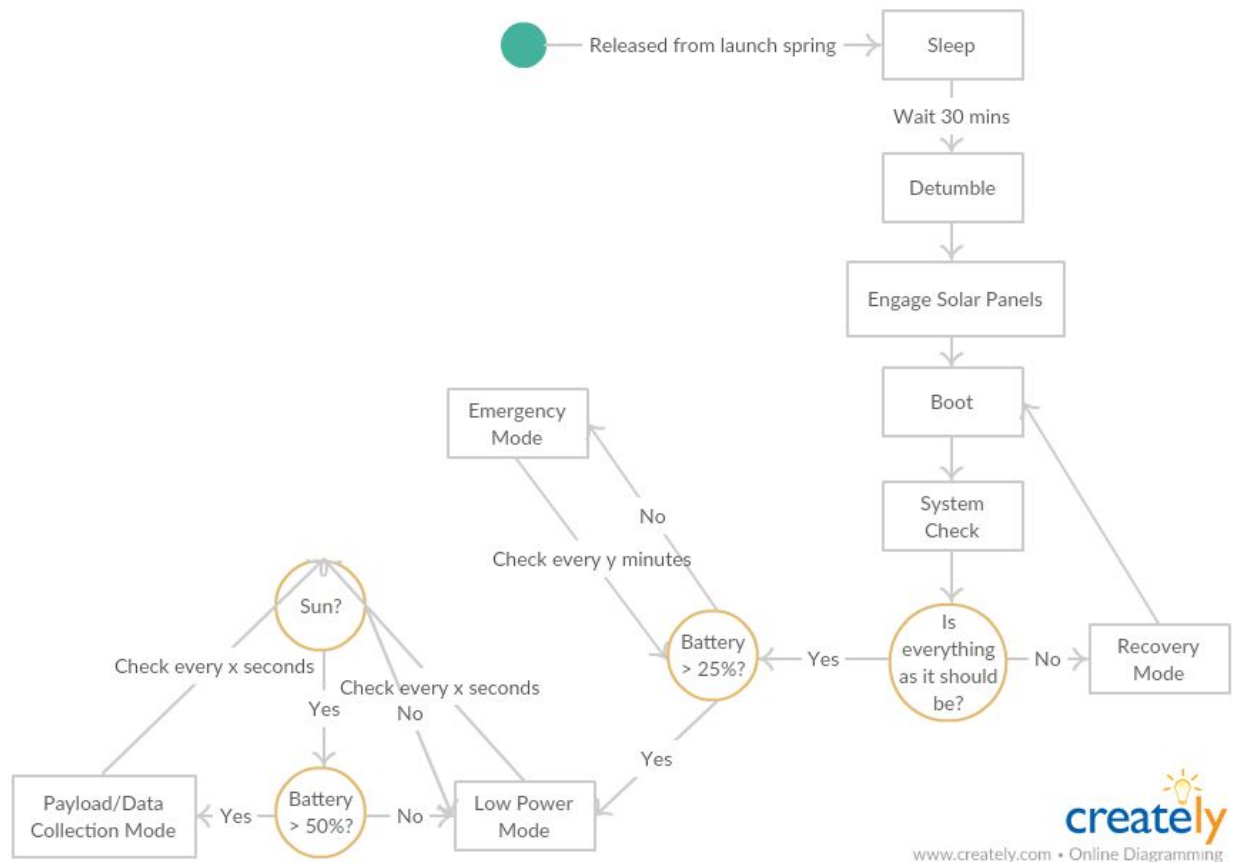 Released from launch spring
Sleep
Wait 30 mins
Detumble
Engage Solar Panels
Boot
Emergency
Mode
System
Check
No
Check every y minutes
Sun?
Is
everything
as it should
be?
Battery
> 25%?
Yes
No
Recovery
Mode
Check every x seconds
Check every x seconds
Yes
No
Yes
Payload/Data
Collection Mode
Yes
Battery
> 50%?
No
Low Power
Mode
creately
www.creately.com • Online Diagramming